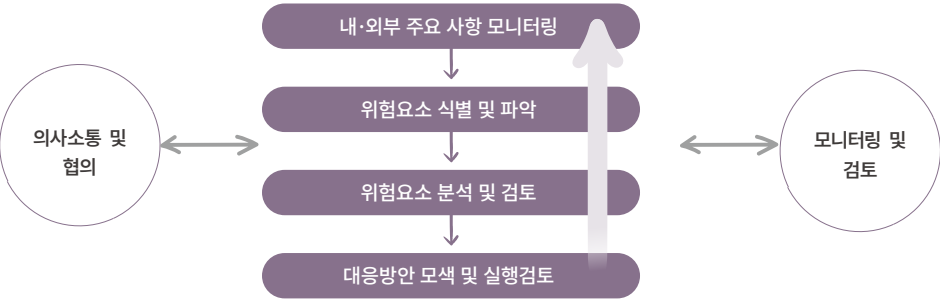 내·외부 주요 사항 모니터링
위험요소 식별 및 파악
의사소통 및
협의
모니터링 및
검토
위험요소 분석 및 검토
대응방안 모색 및 실행검토